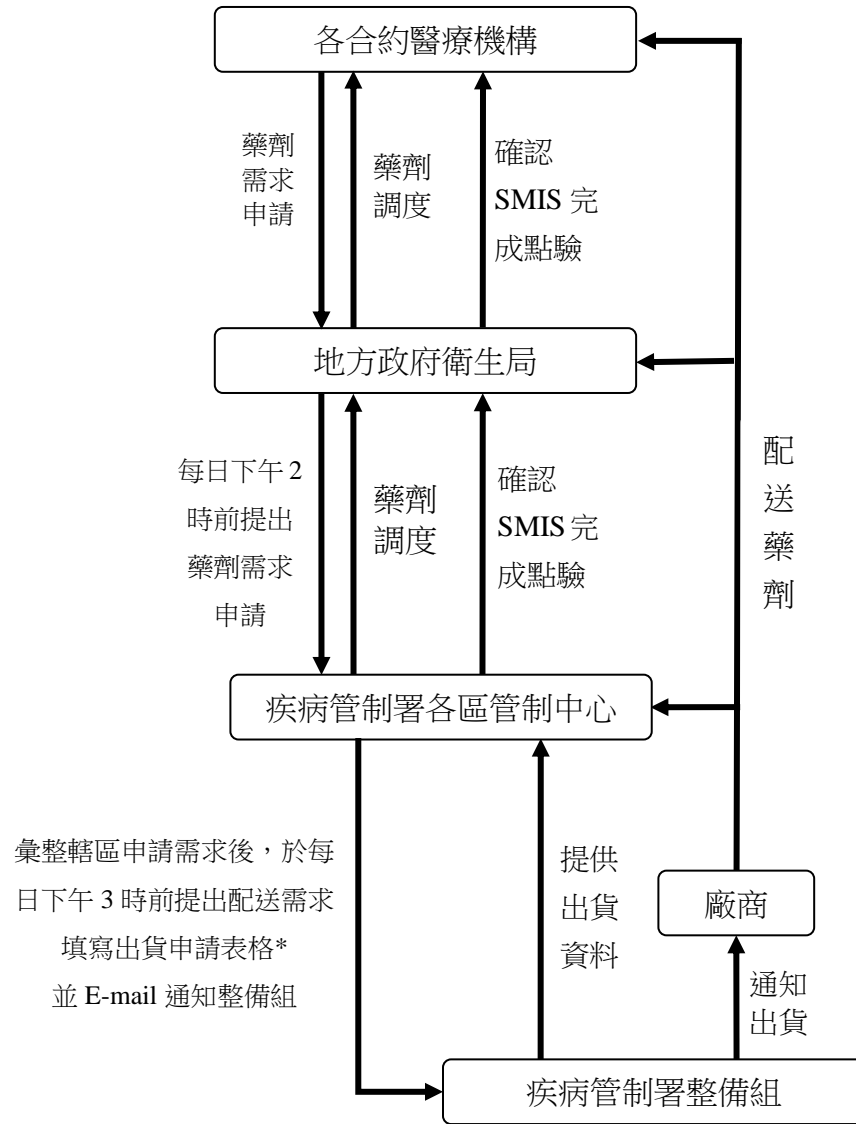 各合約醫療機構
藥劑
需求
申請
藥劑
調度
確認
SMIS 完
成點驗
地方政府衛生局
每日下午 2
時前提出
藥劑需求
申請
藥劑
調度
確認
SMIS 完
成點驗
配
送
藥
劑
疾病管制署各區管制中心
彙整轄區申請需求後，於每
日下午 3 時前提出配送需求
填寫出貨申請表格*
並 E-mail 通知整備組
提供
出貨
資料
廠商
通知
出貨
疾病管制署整備組